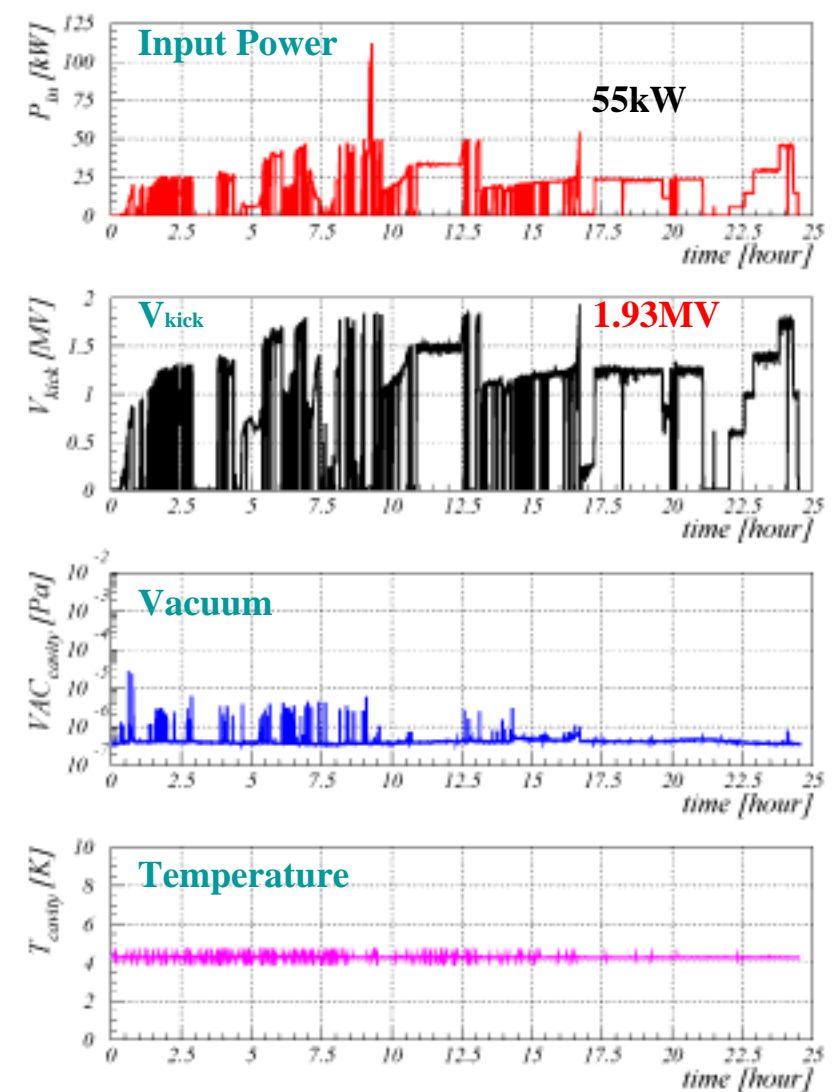 Input Power
55kW
P_in [kW]
125
100
75
50
25
0
0 2.5 5 7.5 10 12.5 15 17.5 20 22.5 25
time [hour]
Vkick
1.93MV
V_kick [MV]
2
1.5
1
0.5
0
0 2.5 5 7.5 10 12.5 15 17.5 20 22.5 25
time [hour]
Vacuum
VAC_cavity [Pa]
10^-2
10^-3
10^-4
10^-5
10^-6
10^-7
10
0 2.5 5 7.5 10 12.5 15 17.5 20 22.5 25
time [hour]
Temperature
T_cavity [K]
10
8
6
4
2
0
0 2.5 5 7.5 10 12.5 15 17.5 20 22.5 25
time [hour]